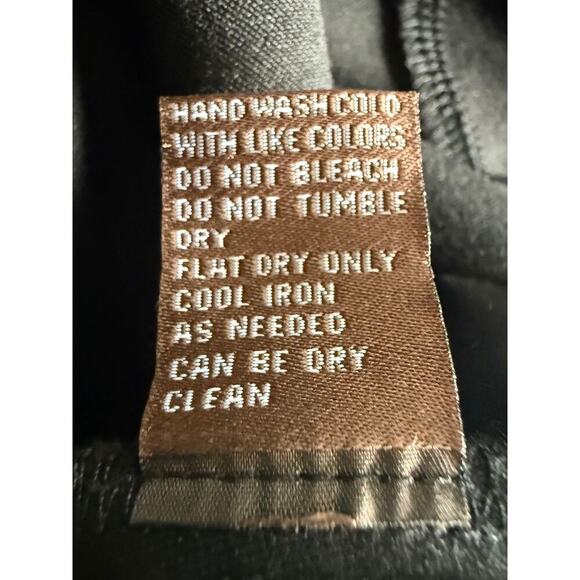 HAND WASH COLD
WITH LIKE COLORS
DO NOT BLEACH
DO NOT TUMBLE
DRY
FLAT DRY ONLY
COOL IRON
AS NEEDED
CAN BE DRY
CLEAN